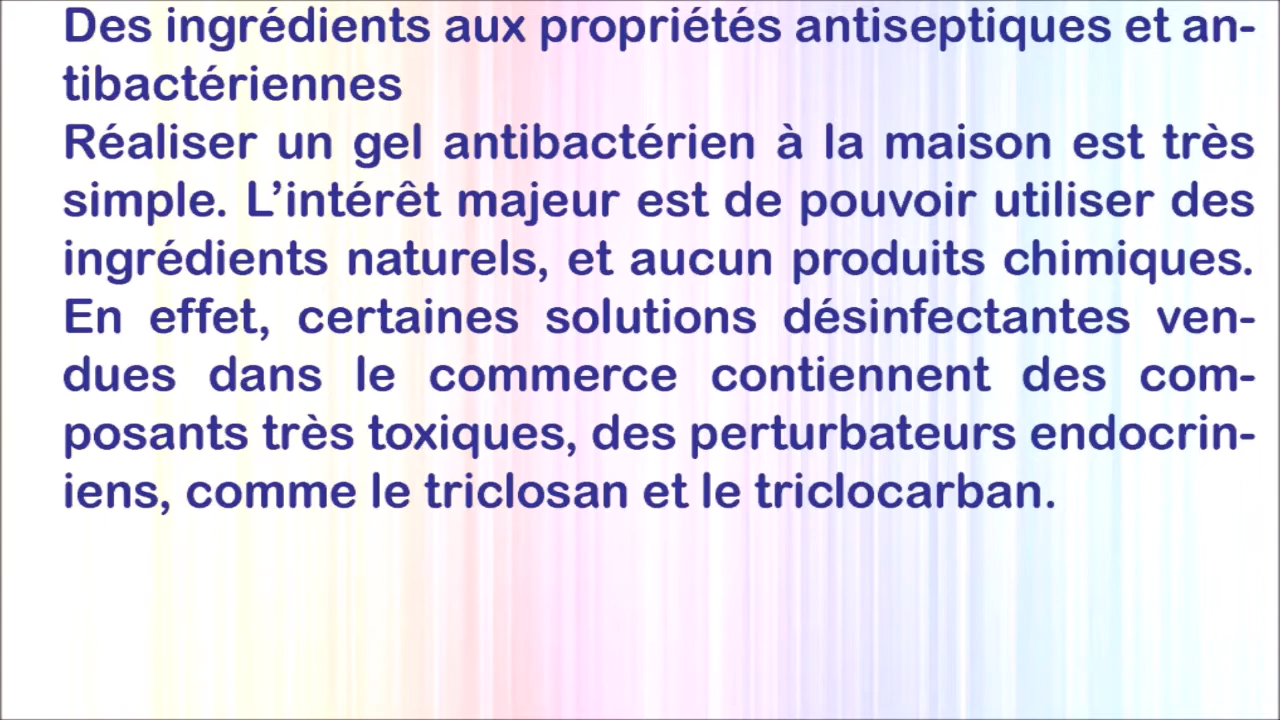 Des ingrédients aux propriétés antiseptiques et an-
tibactériennes
Réaliser un gel antibactérien à la maison est très
simple. L’intérêt majeur est de pouvoir utiliser des
ingrédients naturels, et aucun produits chimiques.
En effet, certaines solutions désinfectantes ven-
dues dans le commerce contiennent des com-
posants très toxiques, des perturbateurs endocrin-
iens, comme le triclosan et le triclocarban.